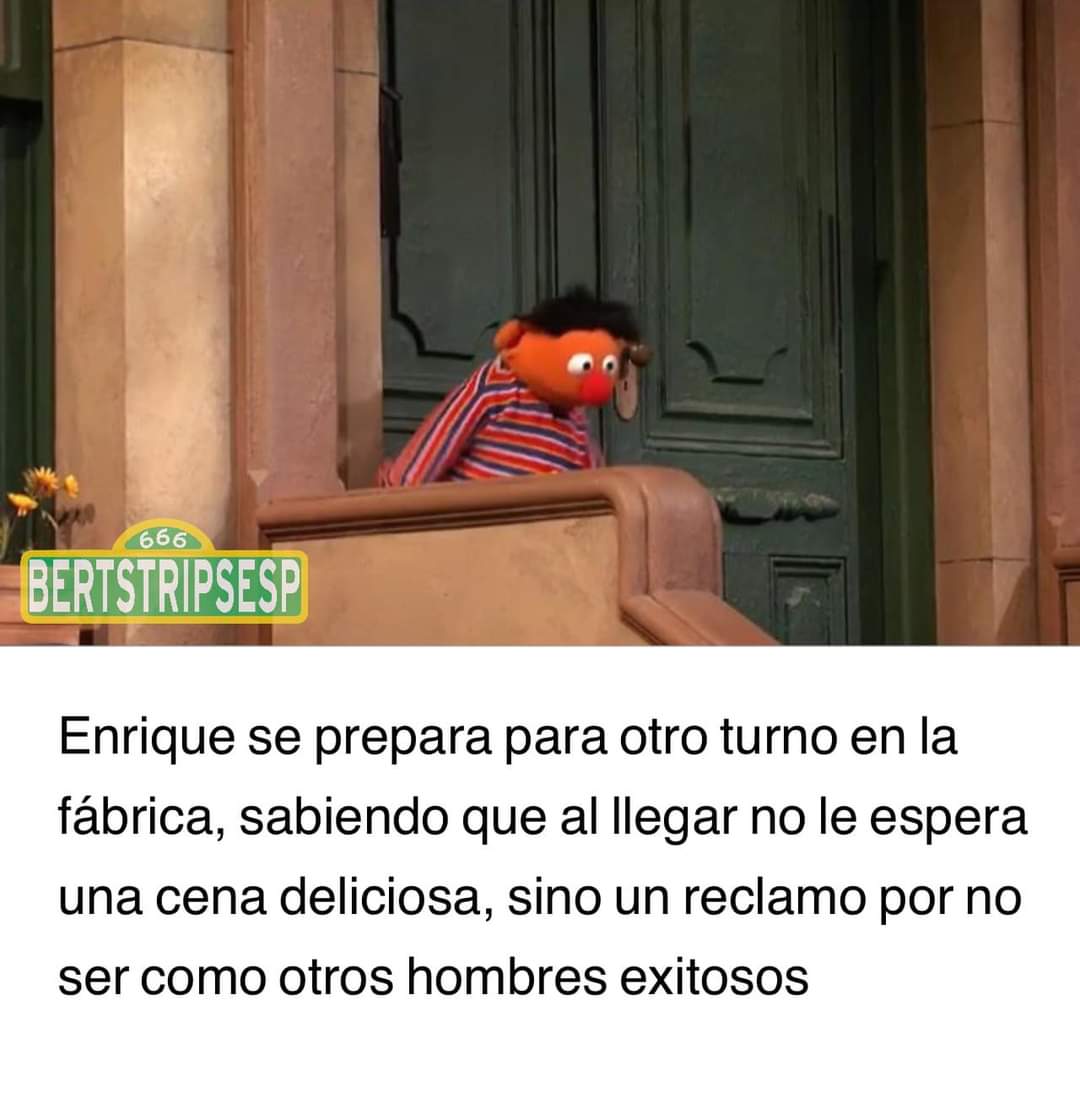 666
BERTSTRIPSESP
Enrique se prepara para otro turno en la
fábrica, sabiendo que al llegar no le espera
una cena deliciosa, sino un reclamo por no
ser como otros hombres exitosos